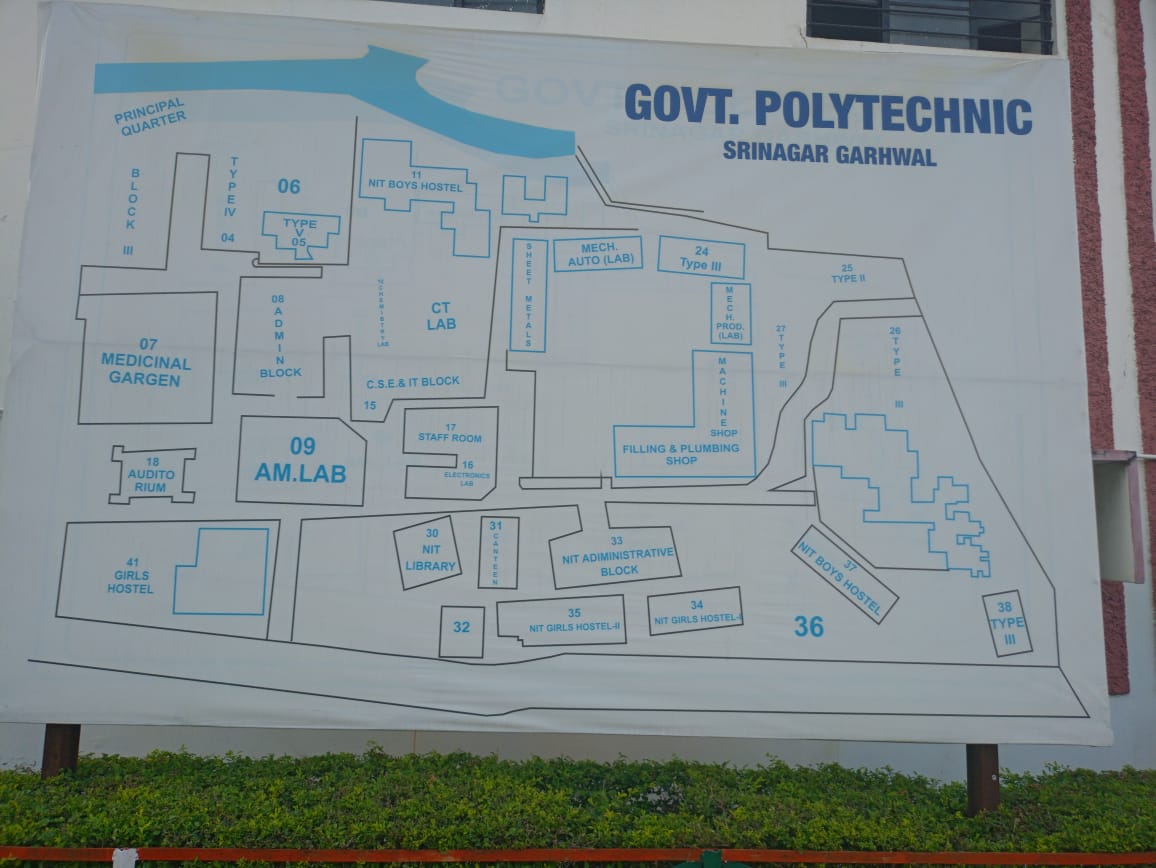 GOVT. POLYTECHNIC
SRINAGAR GARHWAL
PRINCIPAL
QUARTER
BLOCK III
TYPE IV 04
06
TYPE
V
05
11
NIT BOYS HOSTEL
SHEET METALS
MECH.
AUTO (LAB)
24
Type III
25
TYPE II
MECH.
PROD.
(LAB)
27 TYPE III
26 TYPE III
07
MEDICINAL
GARGEN
08
ADMIN
BLOCK
CHEMISTRY LAB
CT
LAB
C.S.E.& IT BLOCK
15
MACHINE
SHOP
FILLING & PLUMBING
SHOP
18
AUDITO
RIUM
09
AM.LAB
17
STAFF ROOM
16
ELECTRONICS
LAB
41
GIRLS
HOSTEL
30
NIT
LIBRARY
31
CANTEEN
33
NIT ADIMINISTRATIVE
BLOCK
37
NIT BOYS HOSTEL
32
35
NIT GIRLS HOSTEL-II
34
NIT GIRLS HOSTEL-I
36
38
TYPE
III